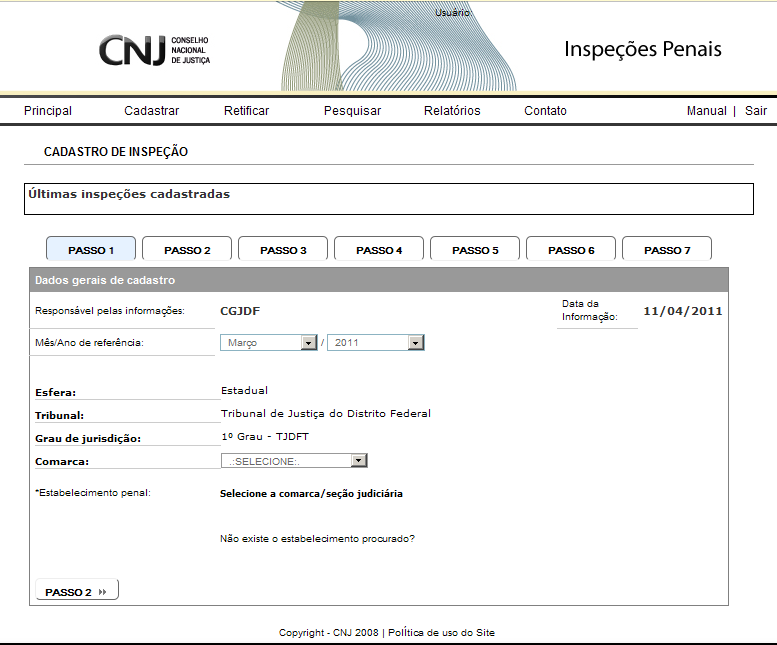 Usuário:
CNJ CONSELHO NACIONAL DE JUSTIÇA
Inspeções Penais
Principal Cadastrar Retificar Pesquisar Relatórios Contato Manual | Sair
CADASTRO DE INSPEÇÃO
Últimas inspeções cadastradas
PASSO 1 PASSO 2 PASSO 3 PASSO 4 PASSO 5 PASSO 6 PASSO 7
Dados gerais de cadastro
Responsável pelas informações: CGJDF Data da Informação: 11/04/2011
Mês/Ano de referência: Março / 2011
Esfera: Estadual
Tribunal: Tribunal de Justiça do Distrito Federal
Grau de jurisdição: 1º Grau - TJDFT
Comarca: .:SELECIONE:.
*Estabelecimento penal: Selecione a comarca/seção judiciária
Não existe o estabelecimento procurado?
PASSO 2 »
Copyright - CNJ 2008 | Política de uso do Site